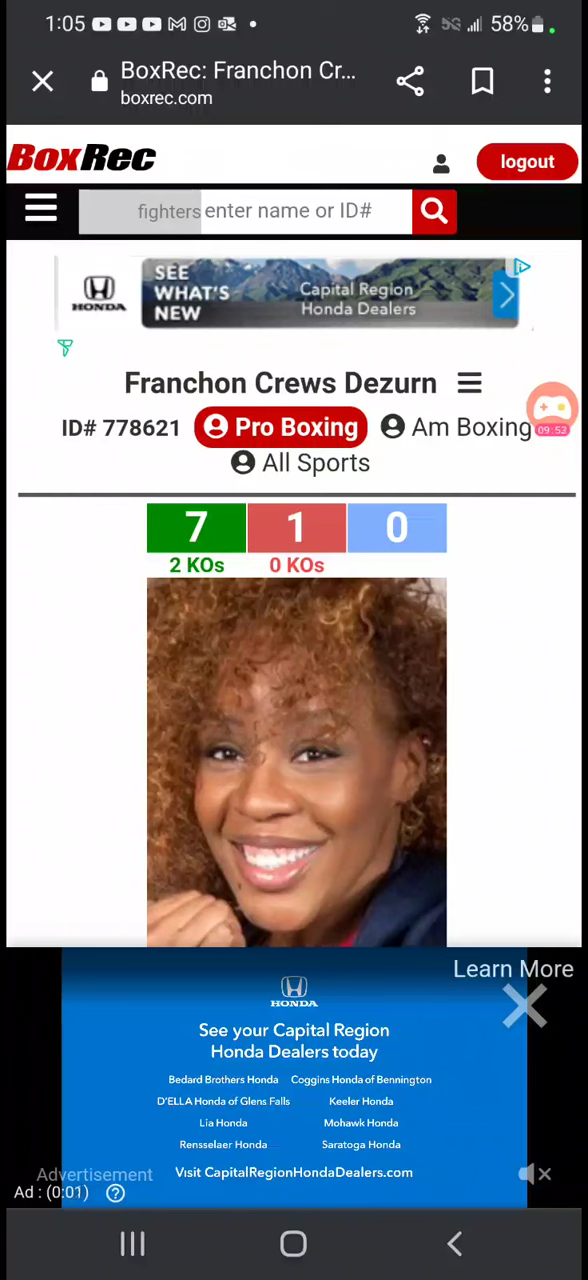 1:05 58%
BoxRec: Franchon Cr...
boxrec.com
BoxRec
logout
fighters enter name or ID#
HONDA
SEE
WHAT'S
NEW
Capital Region
Honda Dealers
Franchon Crews Dezurn
ID# 778621 Pro Boxing Am Boxing
09:52
All Sports
7 1 0
2 KOs 0 KOs
Learn More
HONDA
See your Capital Region
Honda Dealers today
Bedard Brothers Honda Coggins Honda of Bennington
D'ELLA Honda of Glens Falls Keeler Honda
Lia Honda Mohawk Honda
Rensselaer Honda Saratoga Honda
Advertisement Visit CapitalRegionHondaDealers.com
Ad : (0:01) ?